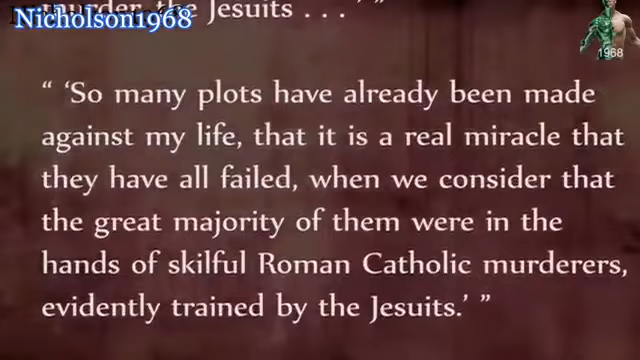 murder the Jesuits . . . ’ ”
Nicholson1968
1968
“ ‘So many plots have already been made
against my life, that it is a real miracle that
they have all failed, when we consider that
the great majority of them were in the
hands of skilful Roman Catholic murderers,
evidently trained by the Jesuits.’ ”